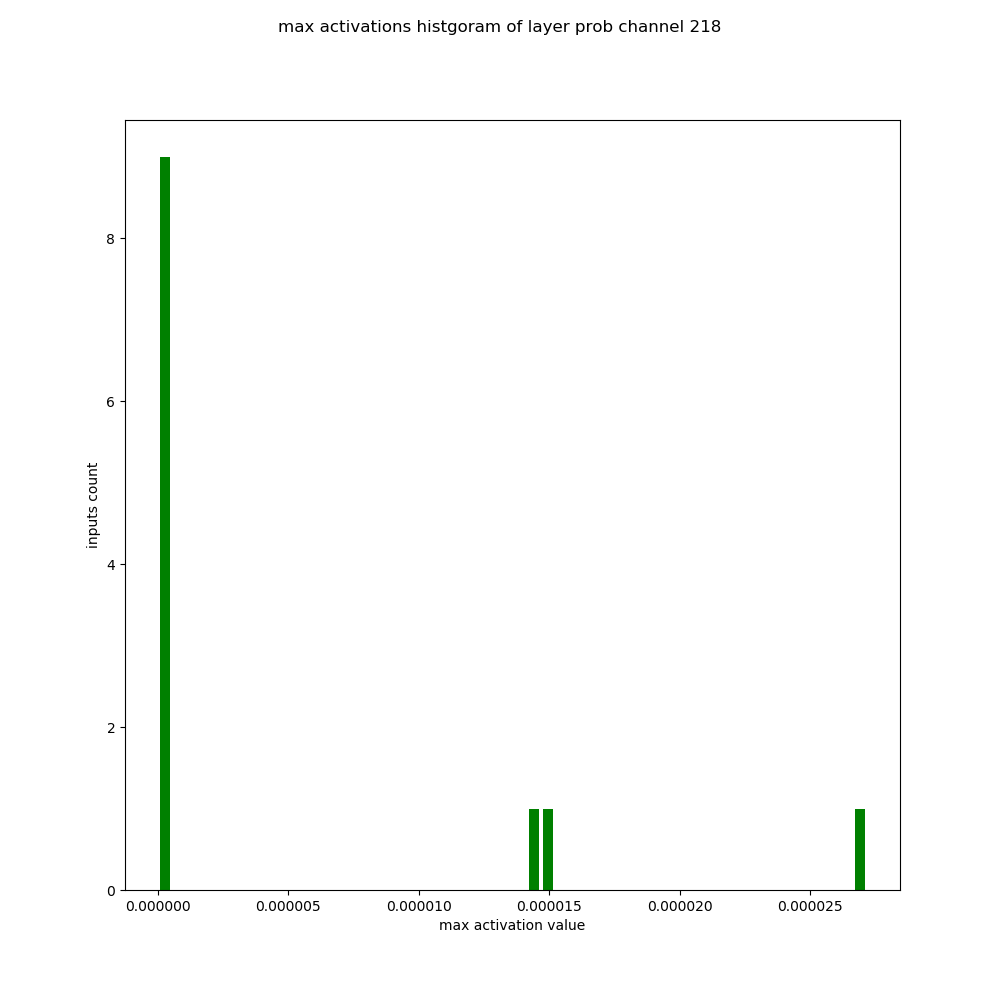 max activations histgoram of layer prob channel 218
8
6
4
2
0
inputs count
0.000000 0.000005 0.000010 0.000015 0.000020 0.000025
max activation value